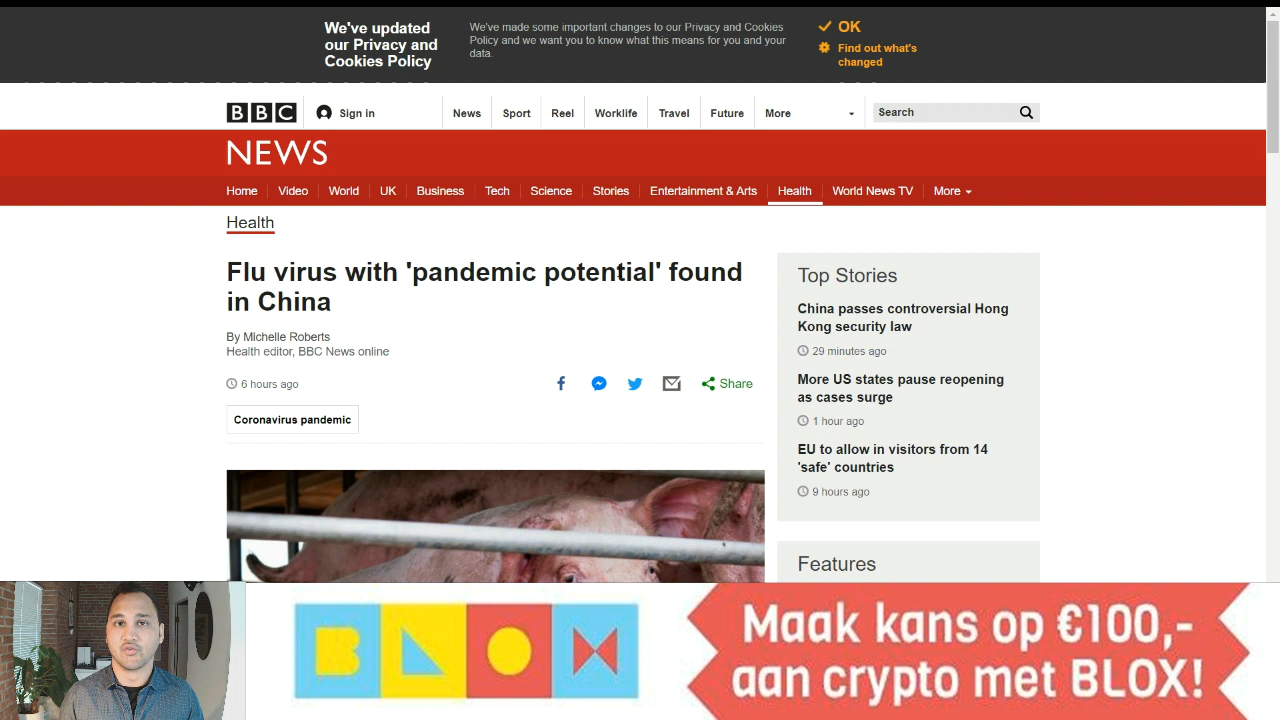 We've updated
our Privacy and
Cookies Policy
We've made some important changes to our Privacy and Cookies
Policy and we want you to know what this means for you and your
data.
OK
Find out what's
changed
BBC
Sign in
News
Sport
Reel
Worklife
Travel
Future
More
Search
NEWS
Home
Video
World
UK
Business
Tech
Science
Stories
Entertainment & Arts
Health
World News TV
More
Health
Flu virus with 'pandemic potential' found
in China
By Michelle Roberts
Health editor, BBC News online
6 hours ago
Share
Coronavirus pandemic
Top Stories
China passes controversial Hong
Kong security law
29 minutes ago
More US states pause reopening
as cases surge
1 hour ago
EU to allow in visitors from 14
'safe' countries
9 hours ago
Features
BLOX
Maak kans op €100,-
aan crypto met BLOX!